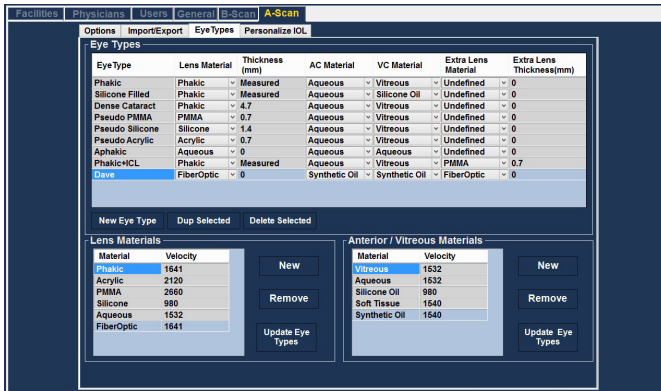 Facilities Physicians Users General B-Scan A-Scan
Options Import/Export EyeTypes Personalize IOL
Eye Types
EyeType Lens Material Thickness (mm) AC Material VC Material Extra Lens Material Extra Lens Thickness(mm)
Phakic Phakic Measured Aqueous Vitreous Undefined 0
Silicone Filled Phakic Measured Aqueous Silicone Oil Undefined 0
Dense Cataract Phakic 4.7 Aqueous Vitreous Undefined 0
Pseudo PMMA PMMA 0.7 Aqueous Vitreous Undefined 0
Pseudo Silicone Silicone 1.4 Aqueous Vitreous Undefined 0
Pseudo Acrylic Acrylic 0.7 Aqueous Vitreous Undefined 0
Aphakic Aqueous 0 Aqueous Aqueous Undefined 0
Phakic+ICL Phakic Measured Aqueous Vitreous PMMA 0.7
Dave FiberOptic 0 Synthetic Oil Synthetic Oil FiberOptic 0
New Eye Type Dup Selected Delete Selected
Lens Materials
Material Velocity
Phakic 1641
Acrylic 2120
PMMA 2660
Silicone 980
Aqueous 1532
FiberOptic 1641
New
Remove
Update Eye
Types
Anterior / Vitreous Materials
Material Velocity
Vitreous 1532
Aqueous 1532
Silicone Oil 980
Soft Tissue 1540
Synthetic Oil 1540
New
Remove
Update Eye
Types